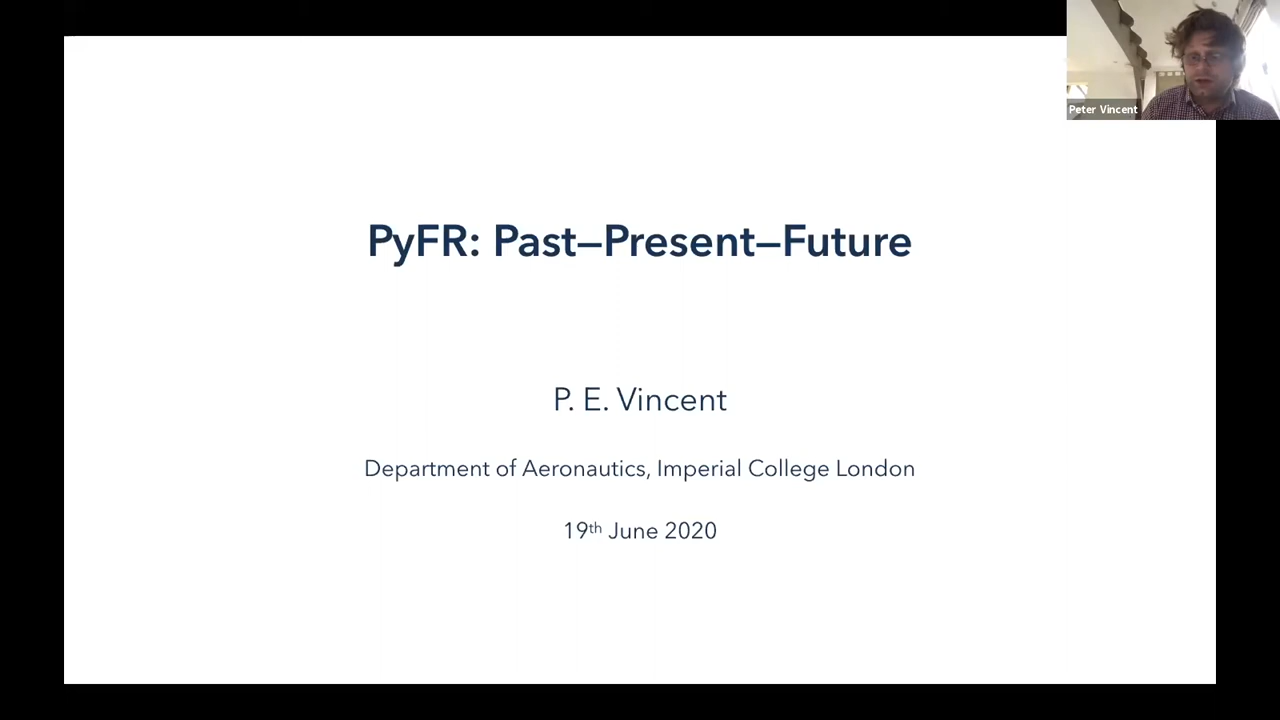 Peter Vincent
PyFR: Past—Present—Future
P. E. Vincent
Department of Aeronautics, Imperial College London
19th June 2020